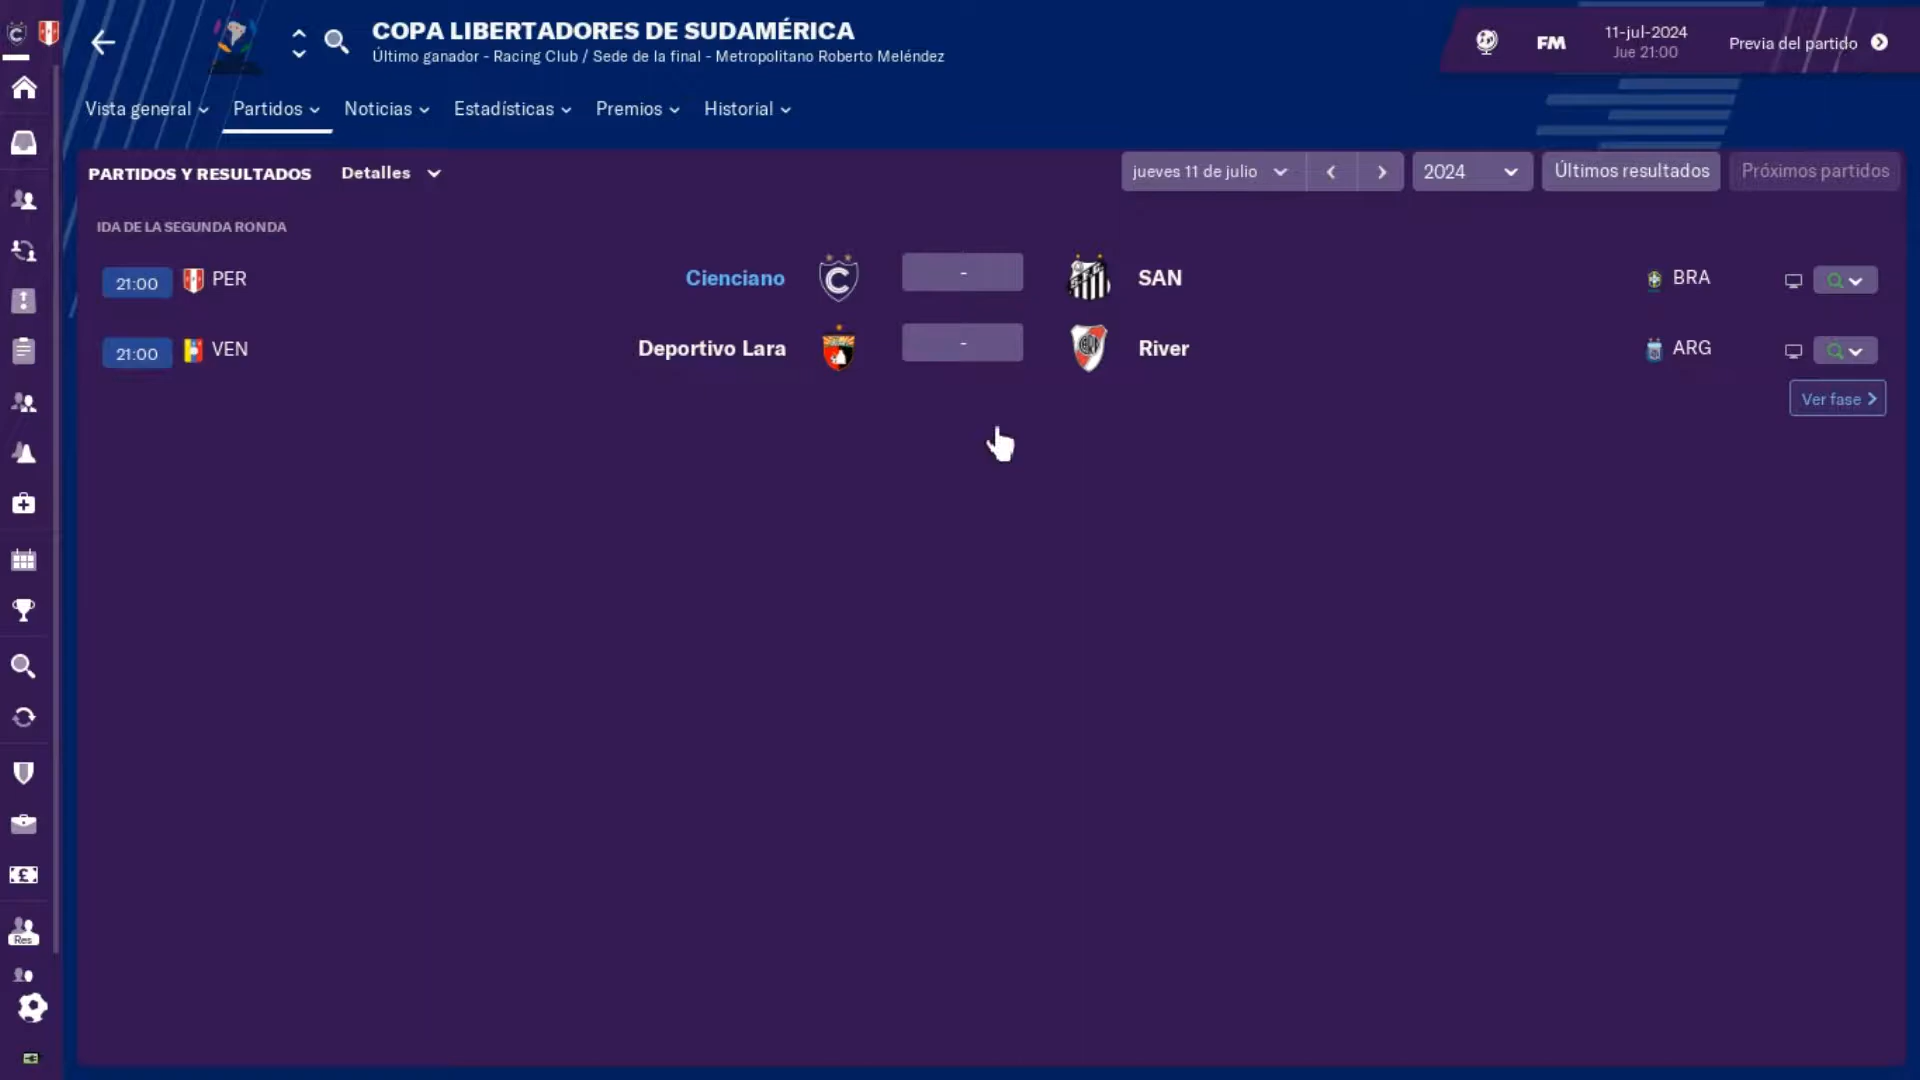 COPA LIBERTADORES DE SUDAMÉRICA
Último ganador - Racing Club / Sede de la final - Metropolitano Roberto Meléndez
FM
11-jul-2024
Jue 21:00
Previa del partido
Vista general
Partidos
Noticias
Estadísticas
Premios
Historial
PARTIDOS Y RESULTADOS
Detalles
jueves 11 de julio
2024
Últimos resultados
Próximos partidos
IDA DE LA SEGUNDA RONDA
21:00 PER Cienciano - SAN BRA
21:00 VEN Deportivo Lara - River ARG
Ver fase
Res